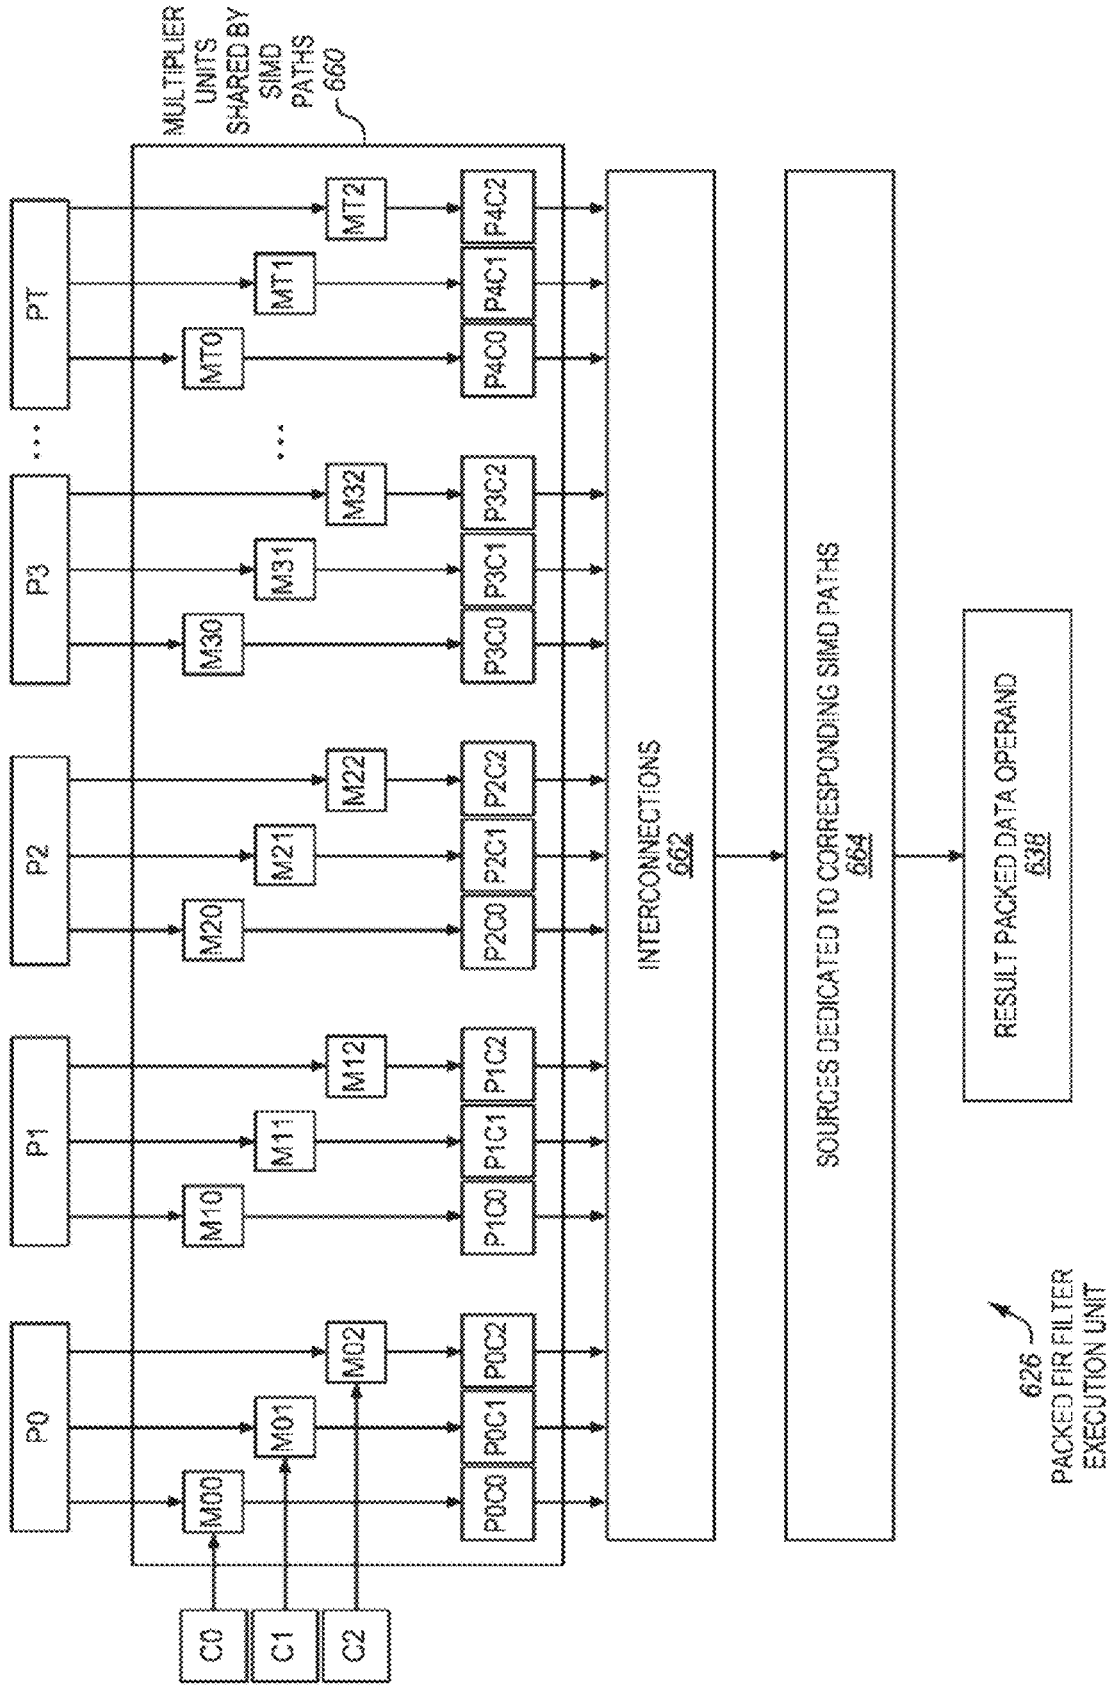 P0
P1
P2
P3
...
PT
MULTIPLIER
UNITS
SHARED BY
SIMD
PATHS
660
C0
M00
M10
M20
M30
MT0
C1
M01
M11
M21
M31
...
MT1
C2
M02
M12
M22
M32
MT2
P0C0
P0C1
P0C2
P1C0
P1C1
P1C2
P2C0
P2C1
P2C2
P3C0
P3C1
P3C2
P4C0
P4C1
P4C2
INTERCONNECTIONS
662
SOURCES DEDICATED TO CORRESPONDING SIMD PATHS
664
RESULT PACKED DATA OPERAND
638
626
PACKED FIR FILTER
EXECUTION UNIT